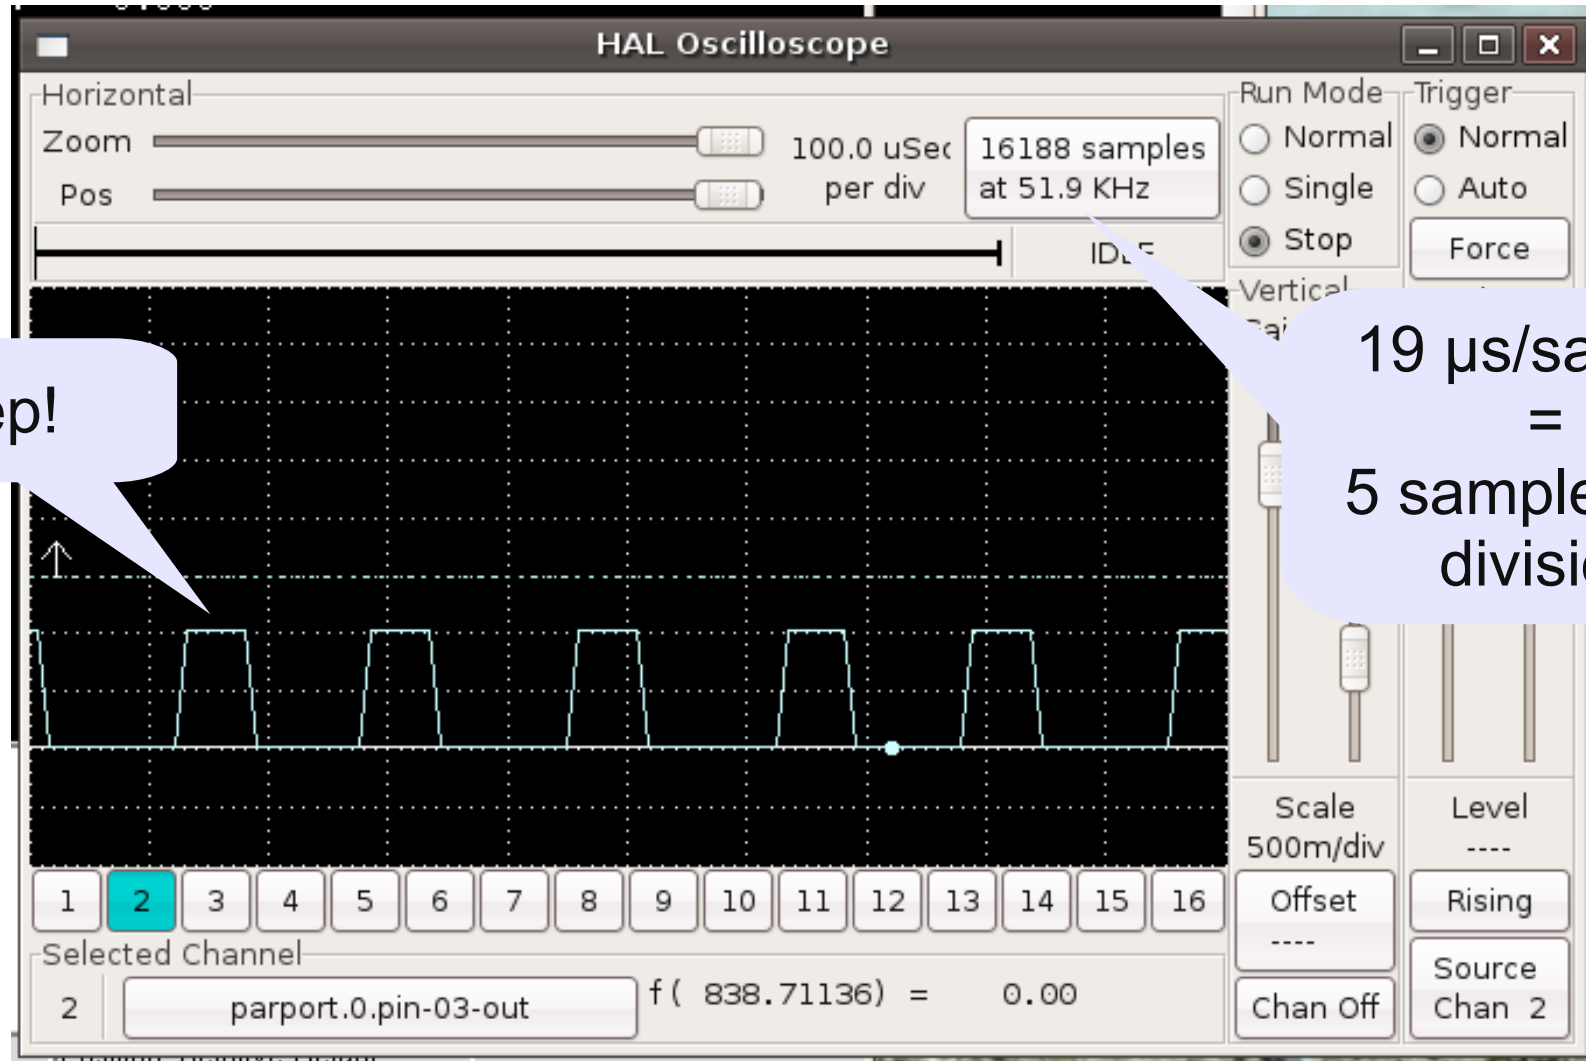 HAL Oscilloscope
Horizontal
Zoom
Pos
100.0 uSec
per div
16188 samples
at 51.9 KHz
Run Mode
Normal
Single
Stop
Trigger
Normal
Auto
Force
Vertical
19 µs/sa
=
5 sample
divisi
ep!
Scale
500m/div
Level
----
1 2 3 4 5 6 7 8 9 10 11 12 13 14 15 16
Offset
----
Rising
Selected Channel
2
parport.0.pin-03-out
f( 838.71136) = 0.00
Chan Off
Source
Chan 2